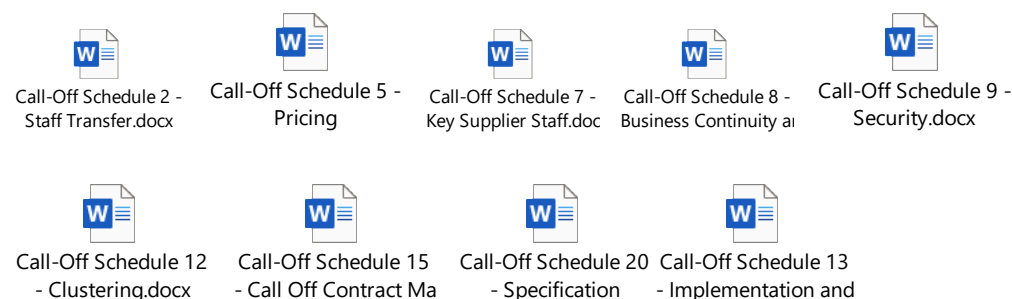 Call-Off Schedule 2 -
Staff Transfer.docx
Call-Off Schedule 5 -
Pricing
Call-Off Schedule 7 -
Key Supplier Staff.doc
Call-Off Schedule 8 -
Business Continuity a
Call-Off Schedule 9 -
Security.docx
Call-Off Schedule 12
- Clustering.docx
Call-Off Schedule 15
- Call Off Contract Ma
Call-Off Schedule 20
- Specification
Call-Off Schedule 13
- Implementation and